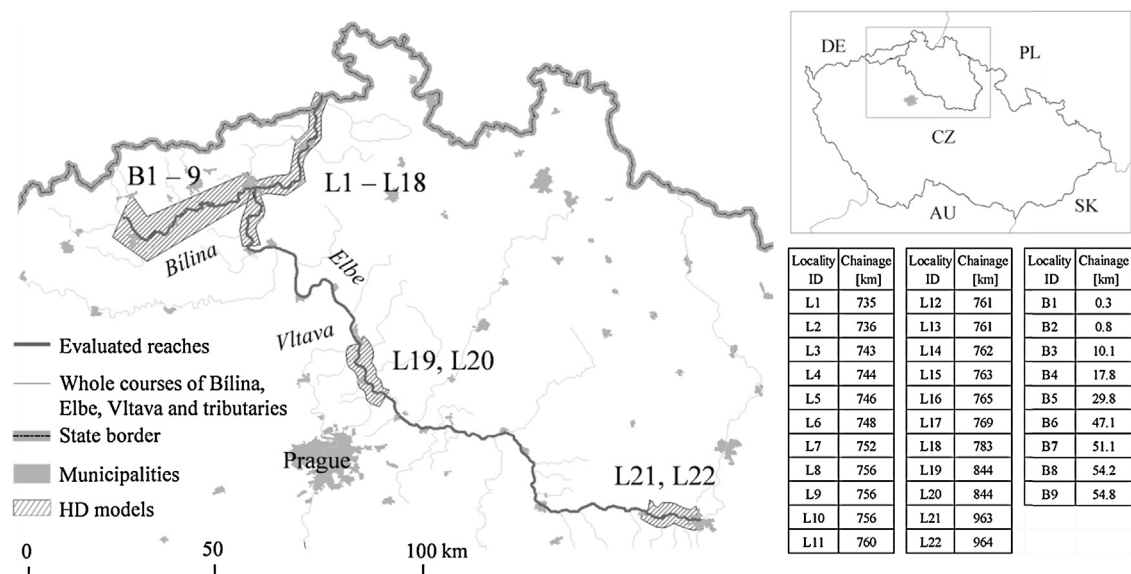 B1 – 9
L1 – L18
Bílina
Elbe
Vltava
L19, L20
Prague
L21, L22
Evaluated reaches
Whole courses of Bílina,
Elbe, Vltava and tributaries
State border
Municipalities
HD models
0 50 100 km
DE
PL
CZ
AU
SK
Locality ID Chainage [km]
L1 735
L2 736
L3 743
L4 744
L5 746
L6 748
L7 752
L8 756
L9 756
L10 756
L11 760
Locality ID Chainage [km]
L12 761
L13 761
L14 762
L15 763
L16 765
L17 769
L18 783
L19 844
L20 844
L21 963
L22 964
Locality ID Chainage [km]
B1 0.3
B2 0.8
B3 10.1
B4 17.8
B5 29.8
B6 47.1
B7 51.1
B8 54.2
B9 54.8